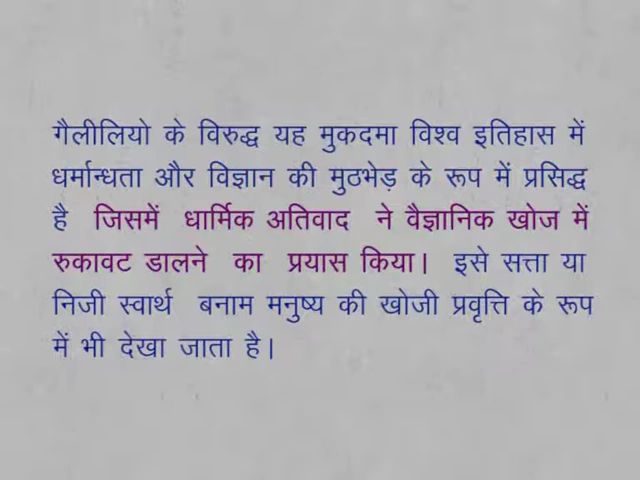 गैलीलियो के विरुद्ध यह मुकदमा विश्व इतिहास में
धर्मान्धता और विज्ञान की मुठभेड़ के रूप में प्रसिद्ध
है जिसमें धार्मिक अतिवाद ने वैज्ञानिक खोज में
रुकावट डालने का प्रयास किया। इसे सत्ता या
निजी स्वार्थ बनाम मनुष्य की खोजी प्रवृत्ति के रूप
में भी देखा जाता है।